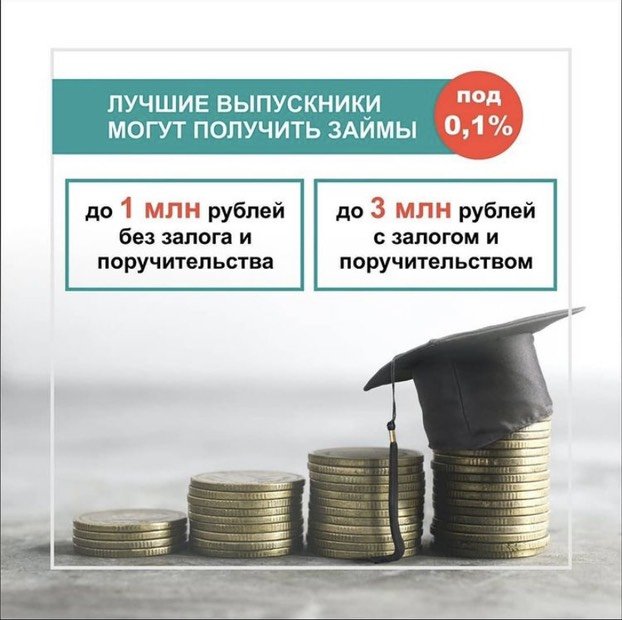 ЛУЧШИЕ ВЫПУСКНИКИ
МОГУТ ПОЛУЧИТЬ ЗАЙМЫ
под
0,1%
до 1 млн рублей
без залога и
поручительства
до 3 млн рублей
с залогом и
поручительством